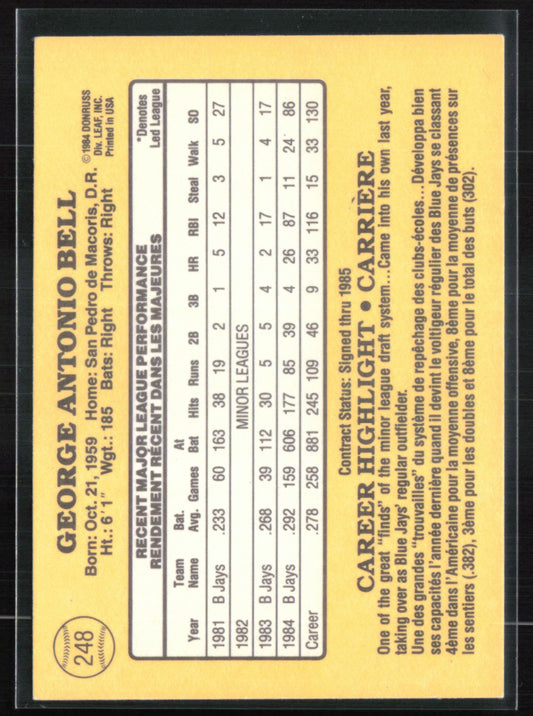 248
GEORGE ANTONIO BELL
Born: Oct. 21, 1959 Home: San Pedro de Macoris, D.R.
Ht.: 6'1" Wgt.: 185 Bats: Right Throws: Right
©1984 DONRUSS
Div. LEAF, INC.
Printed in USA
RECENT MAJOR LEAGUE PERFORMANCE
RENDEMENT RÉCENT DANS LES MAJEURES
*Denotes
Led League
Year Team Name Bat. Avg. Games At Bat Hits Runs 2B 3B HR RBI Steal Walk SO
1981 B Jays .233 60 163 38 19 2 1 5 12 3 5 27
1982 MINOR LEAGUES
1983 B Jays .268 39 112 30 5 5 4 2 17 1 4 17
1984 B Jays .292 159 606 177 85 39 4 26 87 11 24 86
Career .278 258 881 245 109 46 9 33 116 15 33 130
Contract Status: Signed thru 1985
CAREER HIGHLIGHT • CARRIÈRE
One of the great "finds" of the minor league draft system...Came into his own last year,
taking over as Blue Jays' regular outfielder.
Une des grandes "trouvailles" du système de repêchage des clubs-écoles...Développa bien
ses capacités l'année dernière quand il devint le voltigeur régulier des Blue Jays se classant
4ème dans l'Américaine pour la moyenne offensive, 8ème pour la moyenne de présences sur
les sentiers (.382), 3ème pour les doubles et 8ème pour le total des buts (302).